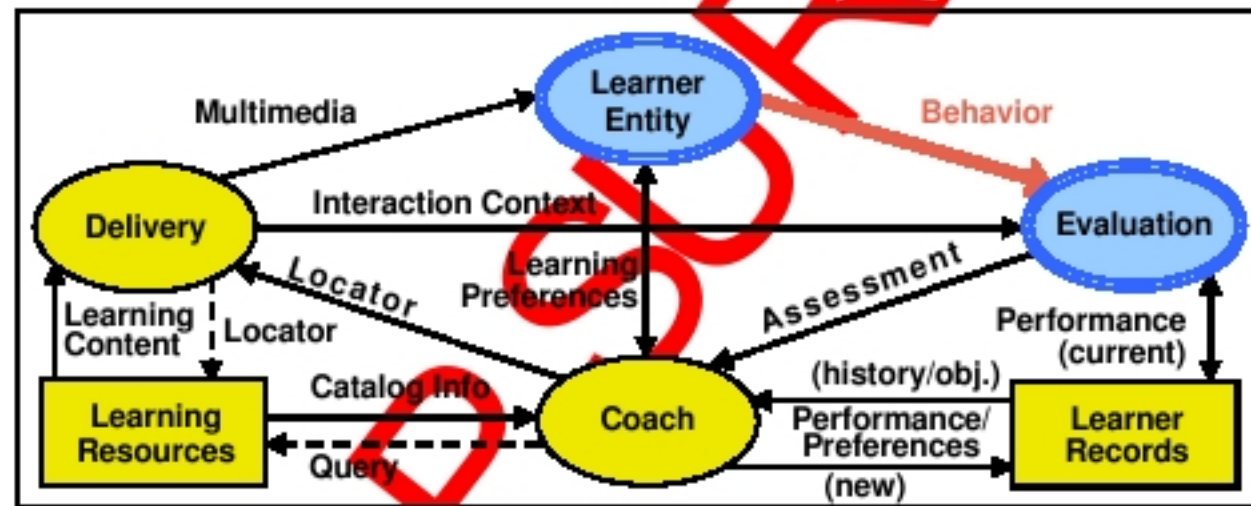 Learner
Entity
Multimedia
Behavior
Interaction Context
Delivery
Evaluation
Learning
Preferences
Locator
Assessment
Learning
Content
Locator
Performance
(current)
Catalog Info
(history/obj.)
Learning
Resources
Coach
Performance/
Preferences
Learner
Records
Query
(new)